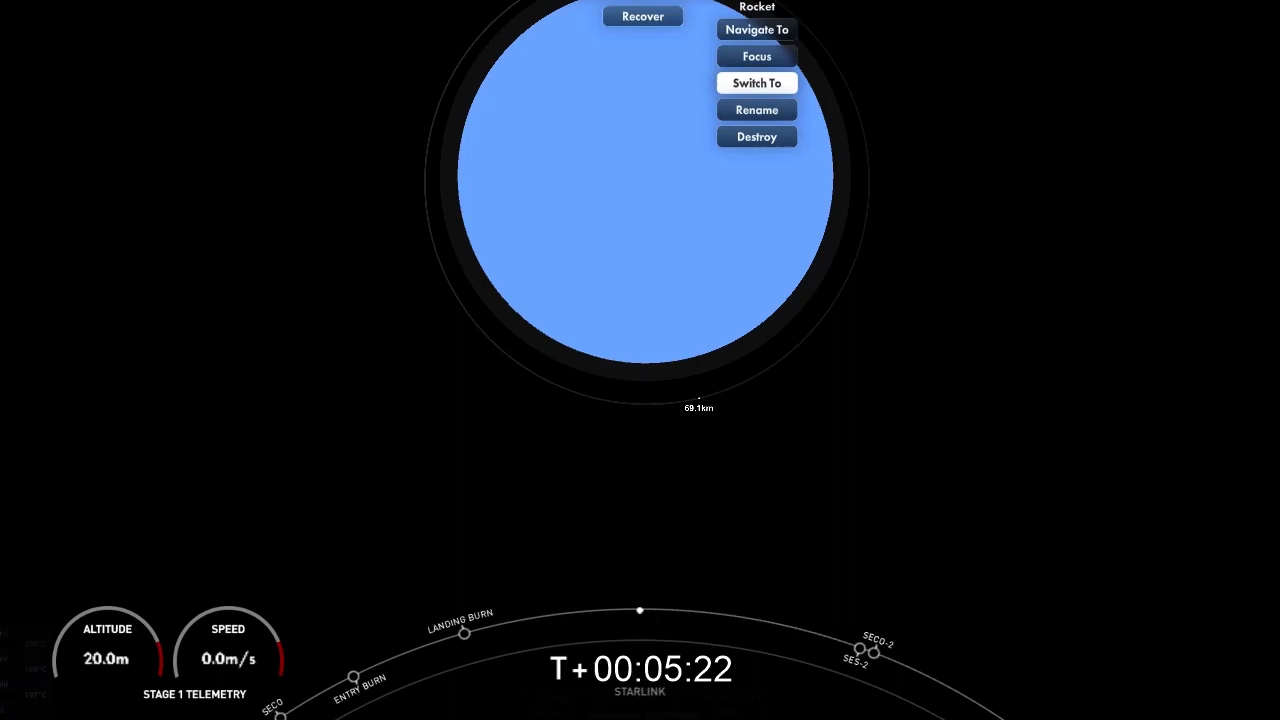 Rocket
Recover
Navigate To
Focus
Switch To
Rename
Destroy
69.1km
LANDING BURN
ENTRY BURN
SECO
SECO-2
SES-2
ALTITUDE
20.0m
SPEED
0.0m/s
STAGE 1 TELEMETRY
T+00:05:22
STARLINK